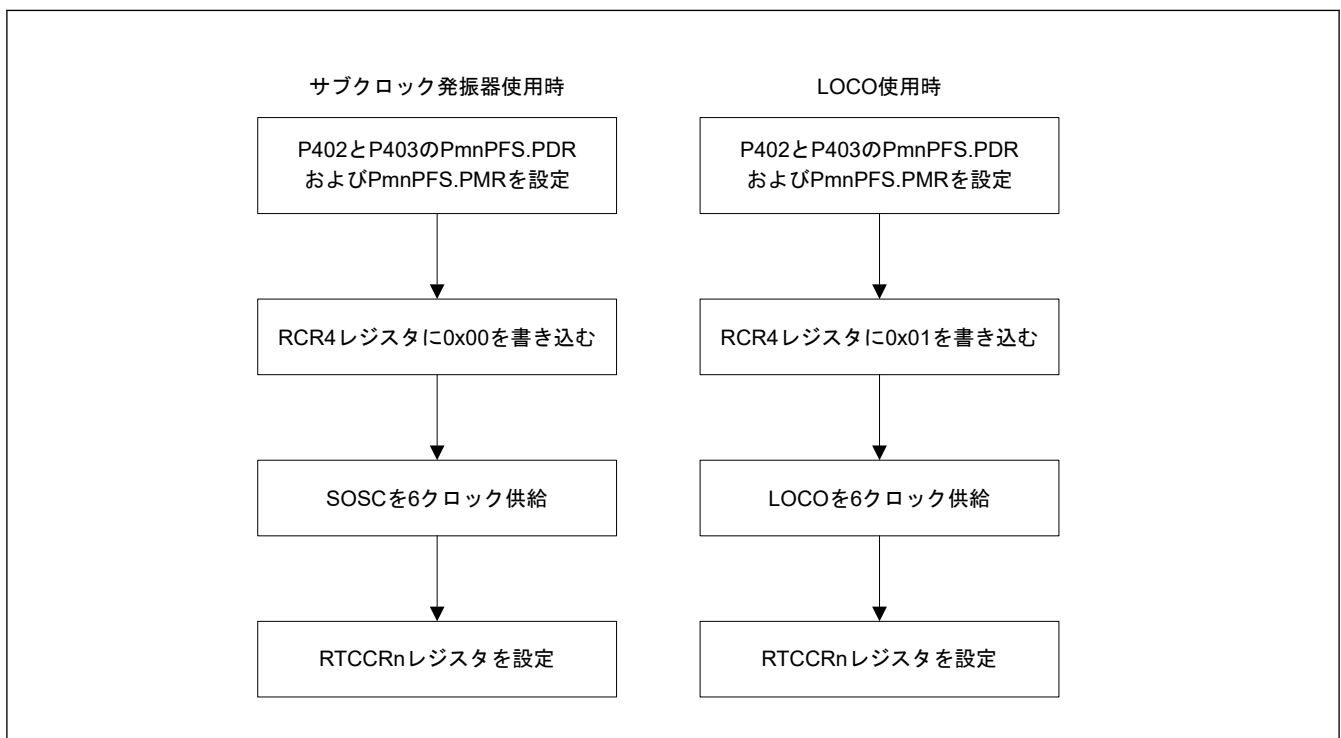 サブクロック発振器使用時
P402とP403のPmnPFS.PDR
およびPmnPFS.PMRを設定
RCR4レジスタに0x00を書き込む
SOSCを6クロック供給
RTCCRnレジスタを設定
LOCO使用時
P402とP403のPmnPFS.PDR
およびPmnPFS.PMRを設定
RCR4レジスタに0x01を書き込む
LOCOを6クロック供給
RTCCRnレジスタを設定